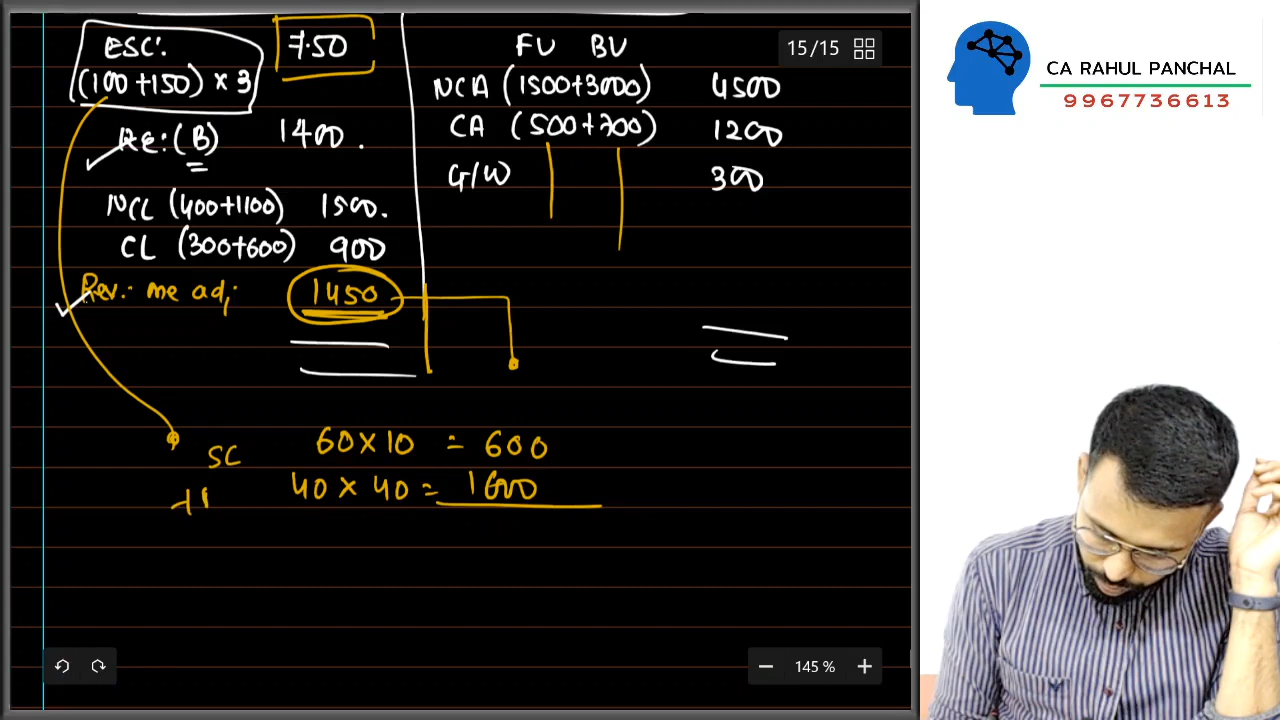 ESC: 750
(100+150) × 3
Re: (B) 1400.
NCL (400+1100) 1500.
CL (300+600) 900
Rev: me adj 1450
FV BV
NCA (1500+3000) 4500
CA (500+700) 1200
G/W 300
SC 60×10 = 600
40×40 = 1600
15/15
CA RAHUL PANCHAL
9967736613
145 %